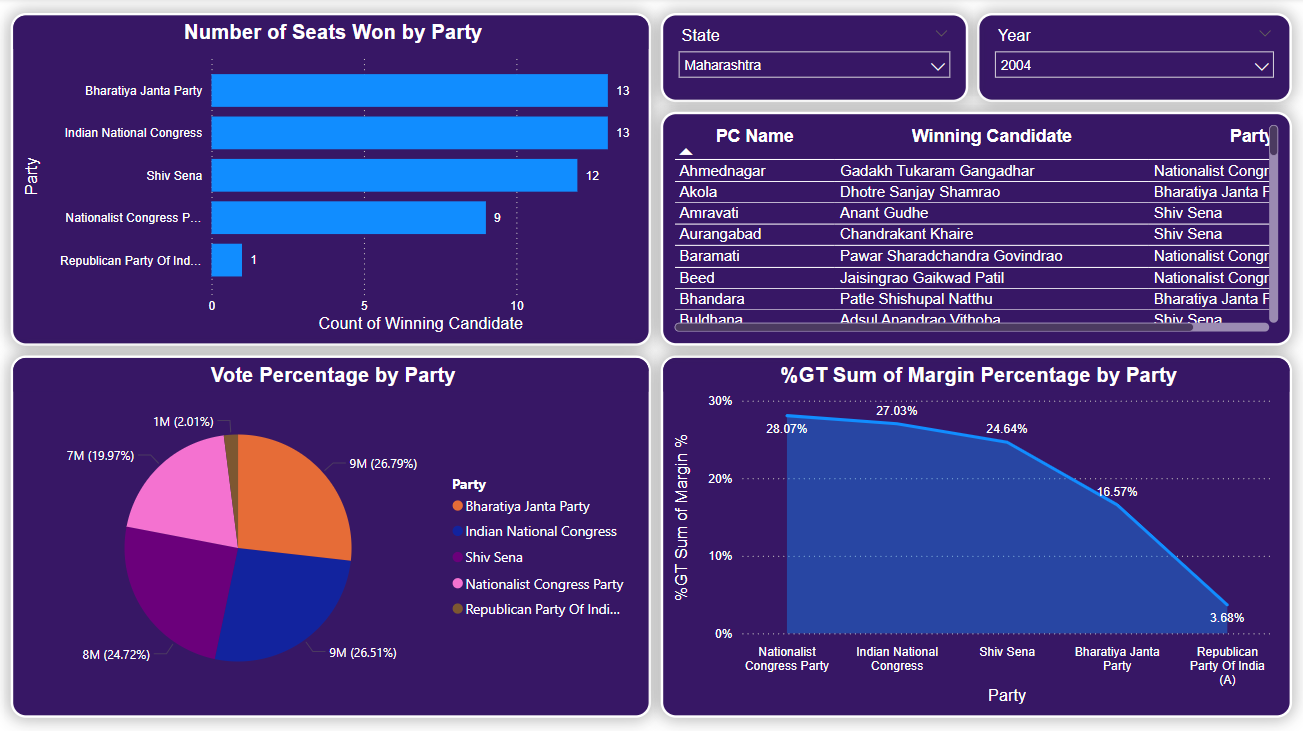 Number of Seats Won by Party
Party
Bharatiya Janta Party 13
Indian National Congress 13
Shiv Sena 12
Nationalist Congress P... 9
Republican Party Of Ind... 1
0 5 10
Count of Winning Candidate
State
Maharashtra
Year
2004
PC Name Winning Candidate Party
Ahmednagar Gadakh Tukaram Gangadhar Nationalist Congr
Akola Dhotre Sanjay Shamrao Bharatiya Janta P
Amravati Anant Gudhe Shiv Sena
Aurangabad Chandrakant Khaire Shiv Sena
Baramati Pawar Sharadchandra Govindrao Nationalist Congr
Beed Jaisingrao Gaikwad Patil Nationalist Congr
Bhandara Patle Shishupal Natthu Bharatiya Janta P
Buldhana Adsul Anandrao Vithoba Shiv Sena
Vote Percentage by Party
1M (2.01%)
7M (19.97%)
9M (26.79%)
8M (24.72%)
9M (26.51%)
Party
Bharatiya Janta Party
Indian National Congress
Shiv Sena
Nationalist Congress Party
Republican Party Of Indi...
%GT Sum of Margin Percentage by Party
%GT Sum of Margin %
30%
20%
10%
0%
28.07%
27.03%
24.64%
16.57%
3.68%
Nationalist Congress Party
Indian National Congress
Shiv Sena
Bharatiya Janta Party
Republican Party Of India (A)
Party